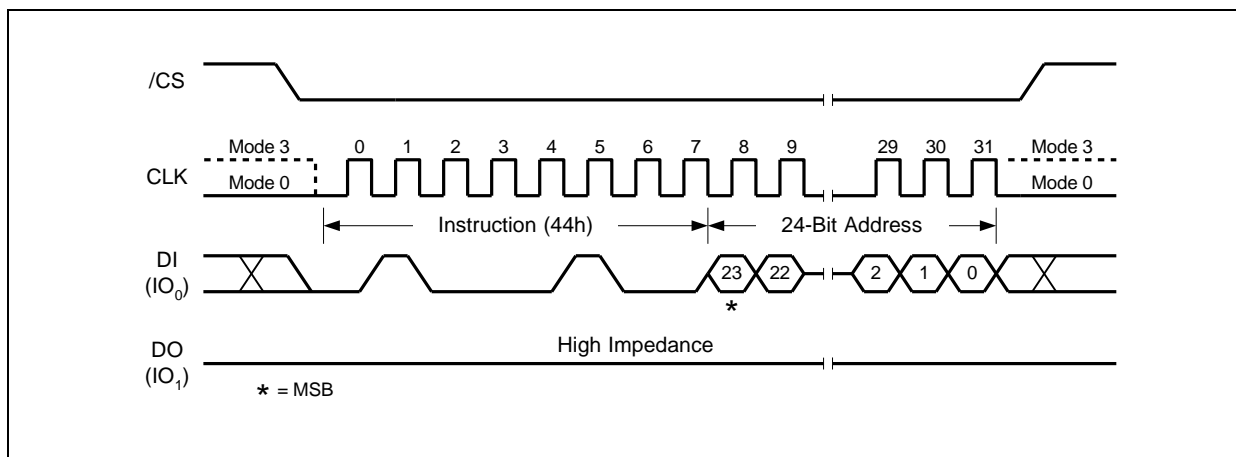 /CS
Mode 3 0 1 2 3 4 5 6 7 8 9 29 30 31 Mode 3
CLK
Mode 0 Mode 0
Instruction (44h) 24-Bit Address
DI
(IO0)
23 22 2 1 0
*
High Impedance
DO
(IO1)
* = MSB